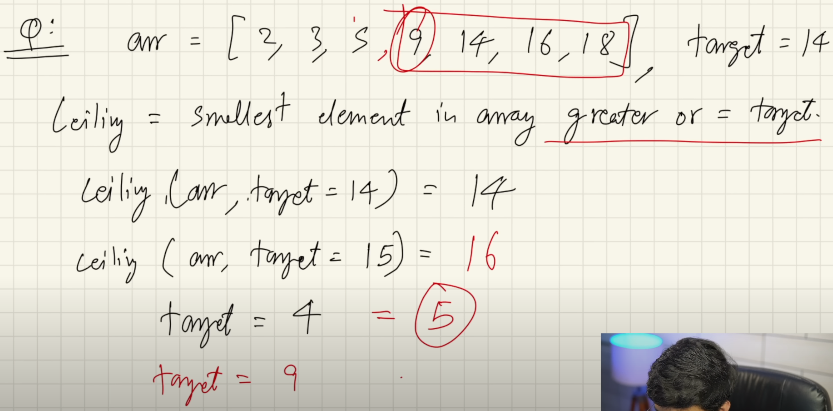 Q: arr = [2, 3, 5, 9, 14, 16, 18], target = 14
Ceiling = smallest element in array greater or = target.
Ceiling (arr, target = 14) = 14
ceiling (arr, target = 15) = 16
target = 4 = 5
target = 9